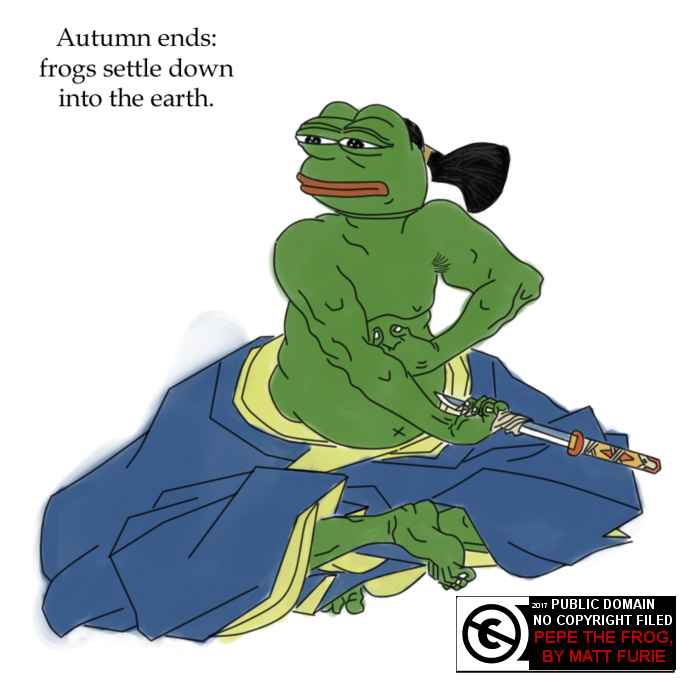 Autumn ends:
frogs settle down
into the earth.
2017 PUBLIC DOMAIN
NO COPYRIGHT FILED
PEPE THE FROG,
BY MATT FURIE